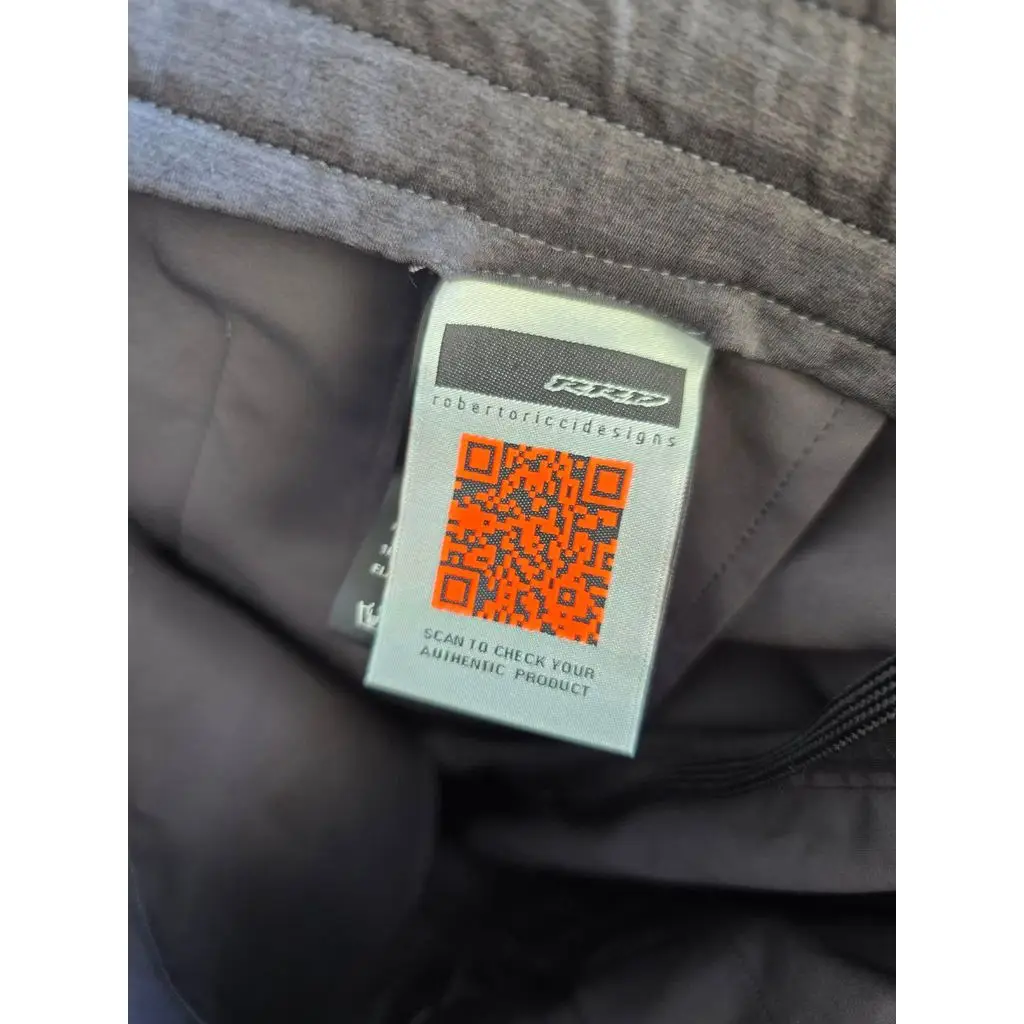 RRD
robertoriccidesigns
SCAN TO CHECK YOUR
AUTHENTIC PRODUCT